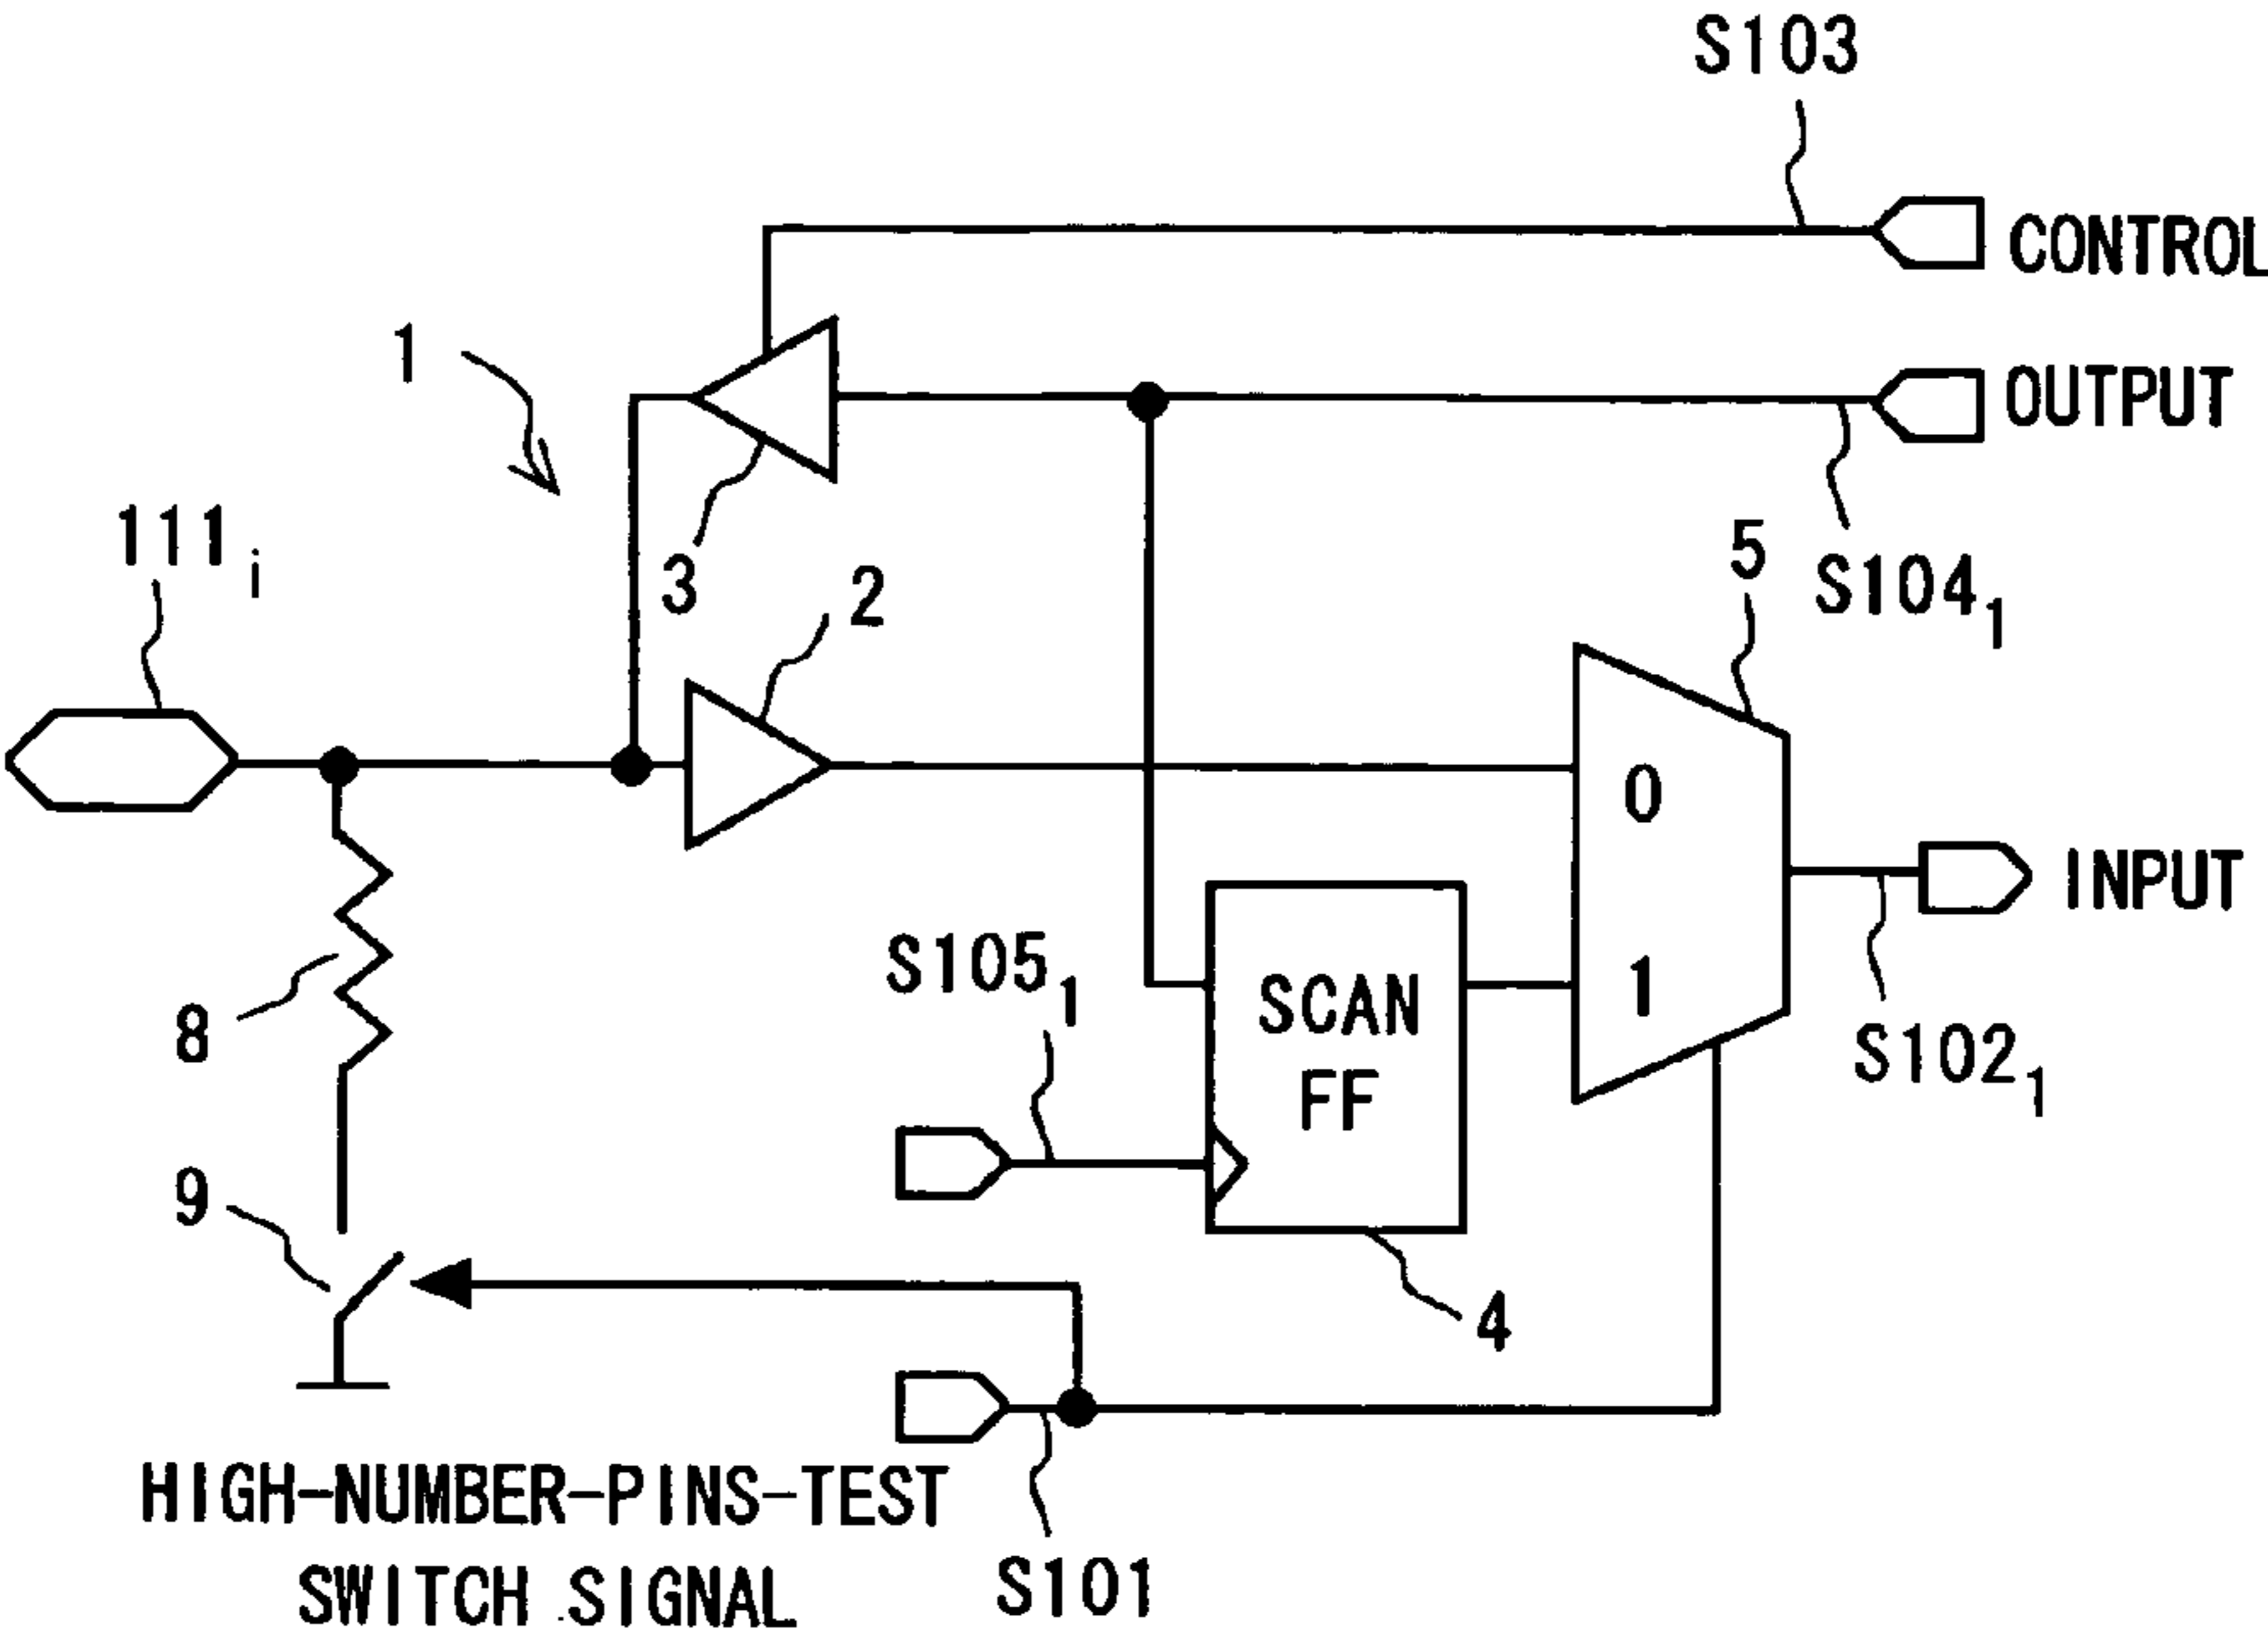 S103
CONTROL
1
OUTPUT
111i
3
2
5
S1041
0
INPUT
S1051
SCAN
FF
1
8
S1021
9
4
HIGH-NUMBER-PINS-TEST
SWITCH SIGNAL
S101